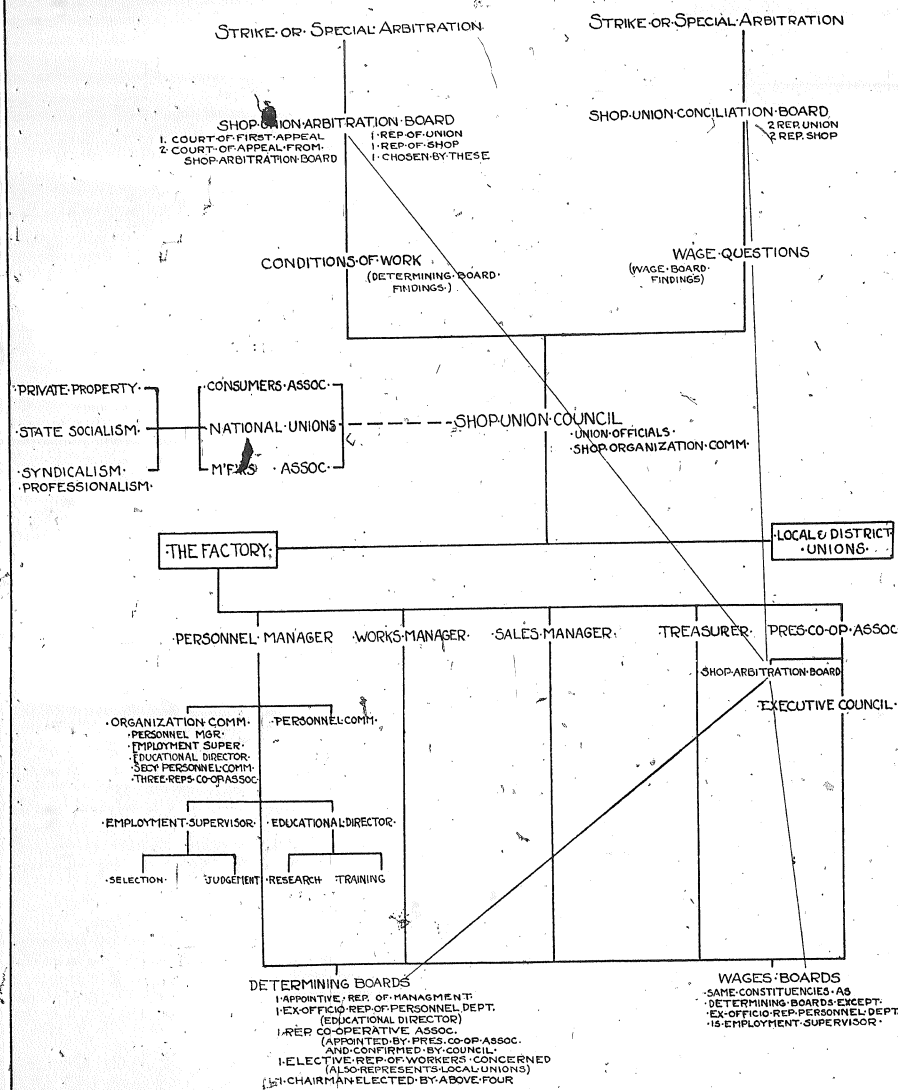 STRIKE·OR·SPECIAL·ARBITRATION
STRIKE·OR·SPECIAL·ARBITRATION
SHOP·UNION·ARBITRATION·BOARD
1. COURT·OF·FIRST·APPEAL
2. COURT·OF·APPEAL·FROM·
SHOP·ARBITRATION·BOARD
1·REP·OF·UNION
1·REP·OF·SHOP
1·CHOSEN·BY·THESE
SHOP·UNION·CONCILIATION·BOARD
2 REP. UNION
2 REP. SHOP
CONDITIONS·OF·WORK
(DETERMINING·BOARD·
FINDINGS·)
WAGE·QUESTIONS
(WAGE·BOARD·
FINDINGS)
·PRIVATE·PROPERTY·
·STATE SOCIALISM·
·SYNDICALISM·
·PROFESSIONALISM·
·CONSUMERS·ASSOC·
·NATIONAL·UNIONS·
·M'F'RS· ·ASSOC·
·SHOP·UNION·COUNCIL
·UNION·OFFICIALS·
·SHOP·ORGANIZATION·COMM·
·THE FACTORY·
·LOCAL & DISTRICT·
·UNIONS·
·PERSONNEL·MANAGER
·WORKS·MANAGER·
·SALES·MANAGER·
·TREASURER·
PRES·CO-OP·ASSOC
SHOP·ARBITRATION·BOARD
·EXECUTIVE·COUNCIL·
·ORGANIZATION·COMM·
·PERSONNEL·MGR·
·EMPLOYMENT·SUPER·
·EDUCATIONAL·DIRECTOR·
·SECY·PERSONNEL·COMM·
·THREE·REPS·CO-OP·ASSOC·
·PERSONNEL·COMM·
·EMPLOYMENT·SUPERVISOR·
·EDUCATIONAL·DIRECTOR·
·SELECTION·
·JUDGEMENT·
·RESEARCH·
·TRAINING
DETERMINING·BOARDS
1·APPOINTIVE·REP. OF·MANAGMENT·
1·EX-OFFICIO·REP·OF·PERSONNEL·DEPT.
(EDUCATIONAL·DIRECTOR)
1·REP CO-OPERATIVE·ASSOC.
(APPOINTED·BY·PRES. CO-OP·ASSOC.
AND·CONFIRMED·BY·COUNCIL·
1·ELECTIVE·REP·OF·WORKERS·CONCERNED
(ALSO·REPRESENTS·LOCAL·UNIONS)
1·CHAIRMAN·ELECTED·BY·ABOVE·FOUR
WAGES·BOARDS
·SAME·CONSTITUENCIES·AS
·DETERMINING·BOARDS·EXCEPT·
·EX-OFFICIO·REP·PERSONNEL·DEPT
·IS·EMPLOYMENT·SUPERVISOR·